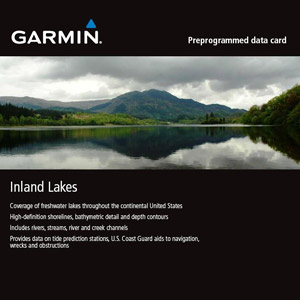 GARMIN.
Preprogrammed data card
Inland Lakes
Coverage of freshwater lakes throughout the continental United States
High-definition shorelines, bathymetric detail and depth contours
Includes rivers, streams, river and creek channels
Provides data on tide prediction stations, U.S. Coast Guard aids to navigation,
wrecks and obstructions